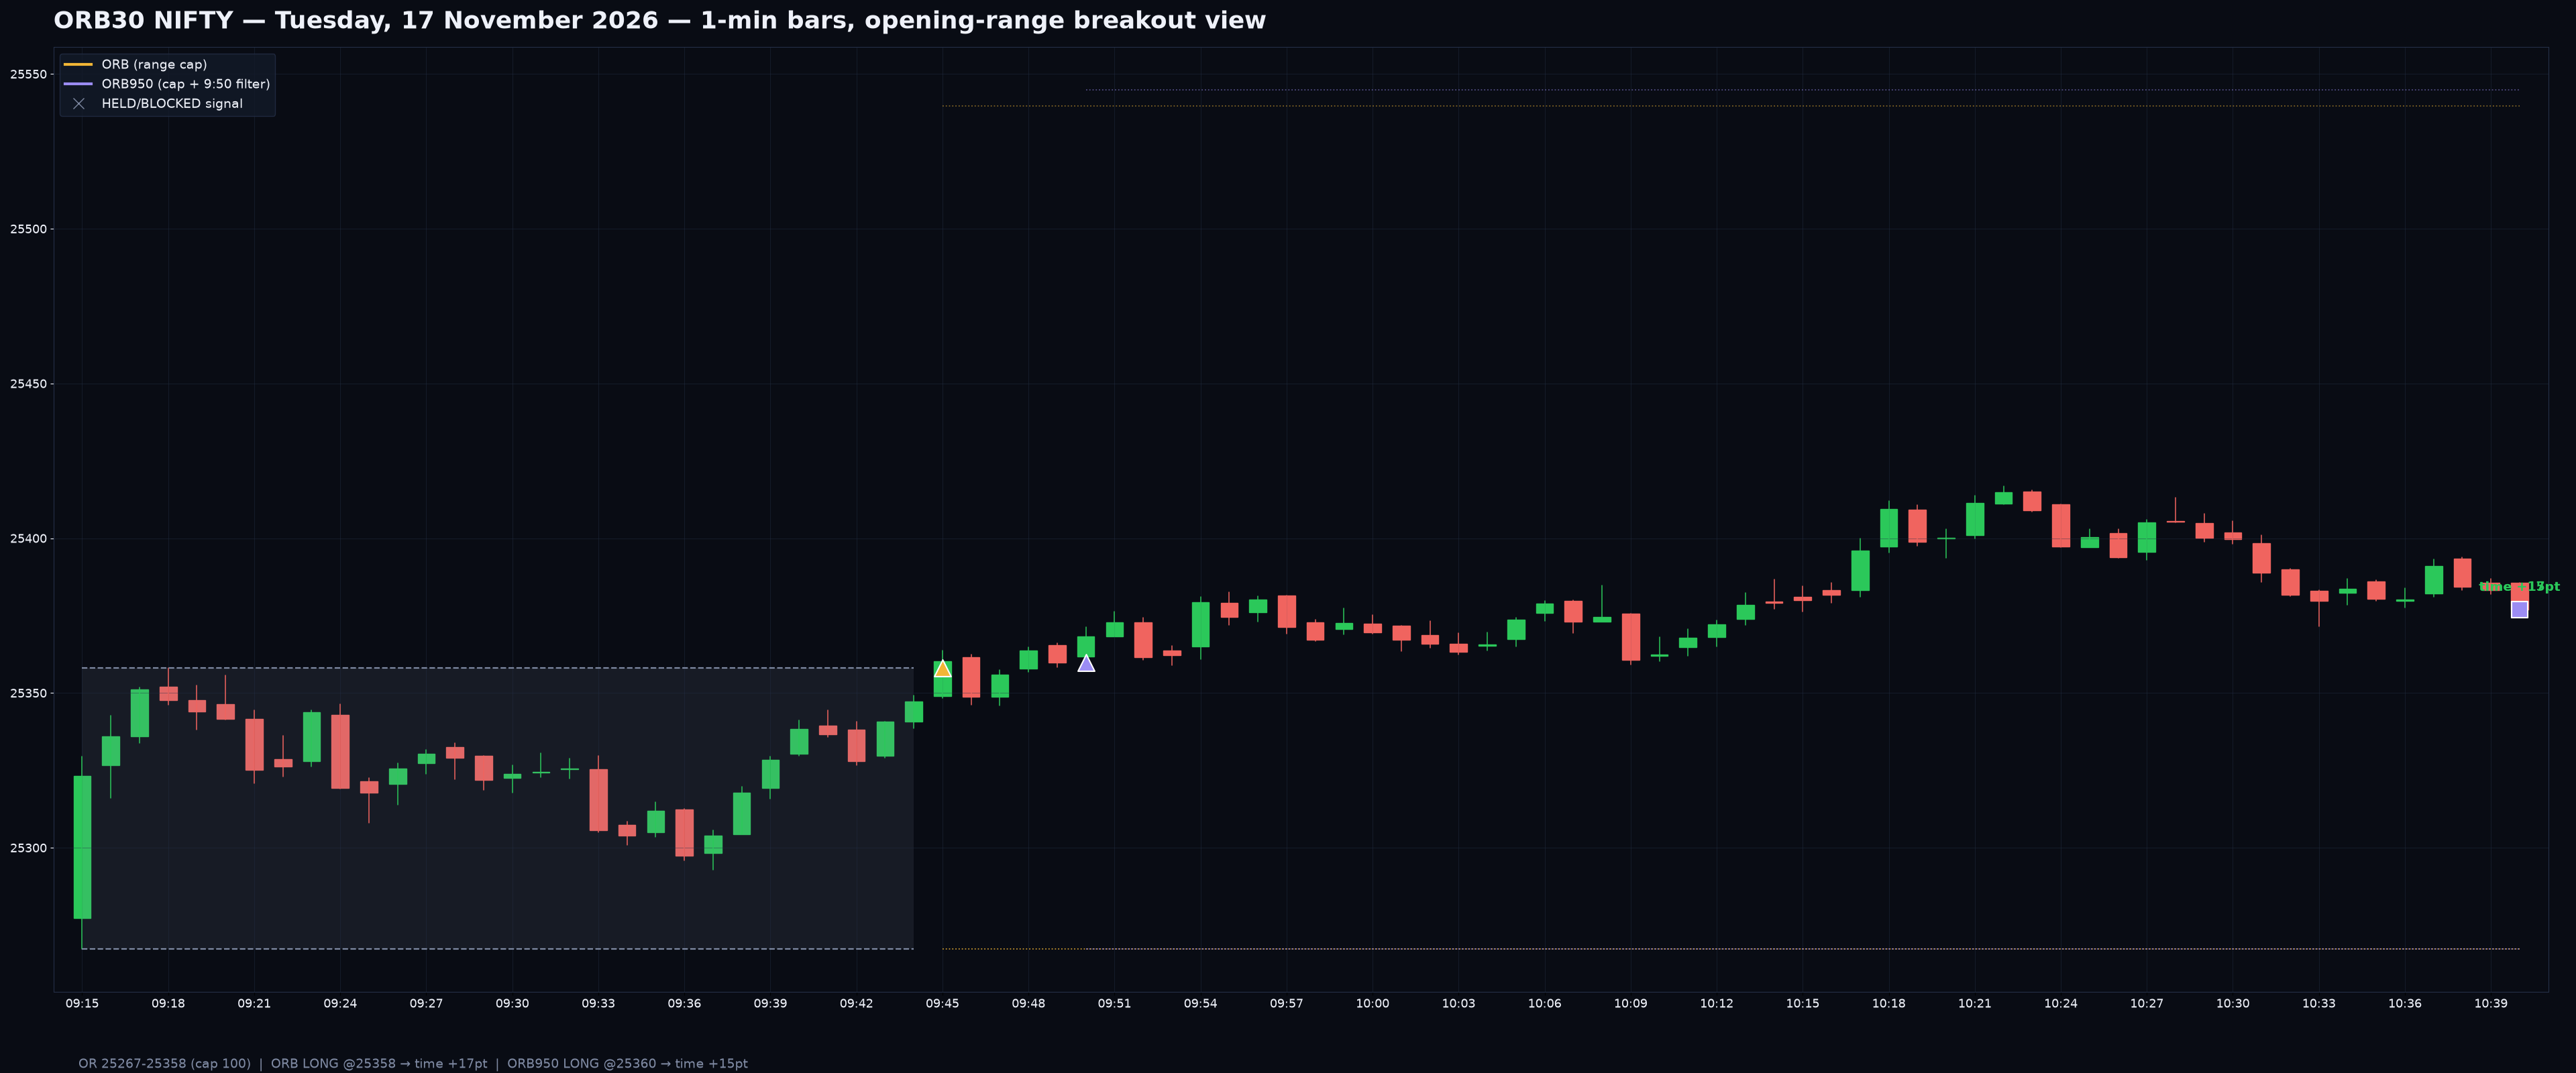 ORB30 NIFTY — Tuesday, 17 November 2026 — 1-min bars, opening-range breakout view
ORB (range cap)
ORB950 (cap + 9:50 filter)
HELD/BLOCKED signal
25550
25500
25450
25400
25350
25300
09:15 09:18 09:21 09:24 09:27 09:30 09:33 09:36 09:39 09:42 09:45 09:48 09:51 09:54 09:57 10:00 10:03 10:06 10:09 10:12 10:15 10:18 10:21 10:24 10:27 10:30 10:33 10:36 10:39
OR 25267-25358 (cap 100) | ORB LONG @25358 → time +17pt | ORB950 LONG @25360 → time +15pt